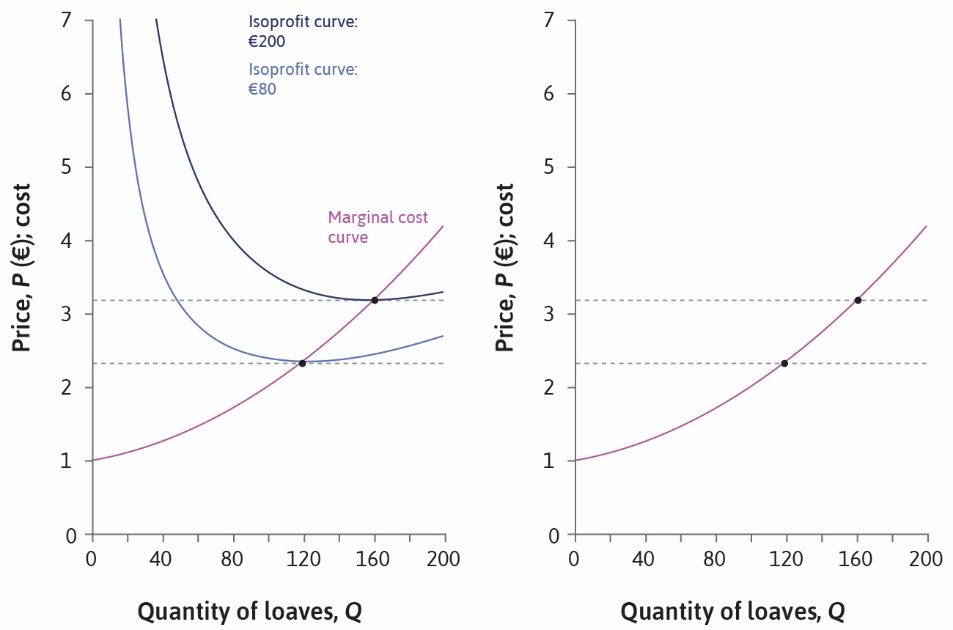 Isoprofit curve:
€200
Isoprofit curve:
€80
Marginal cost
curve
Price, P (€); cost
7
6
5
4
3
2
1
0
0 40 80 120 160 200
Quantity of loaves, Q
Price, P (€); cost
7
6
5
4
3
2
1
0
0 40 80 120 160 200
Quantity of loaves, Q